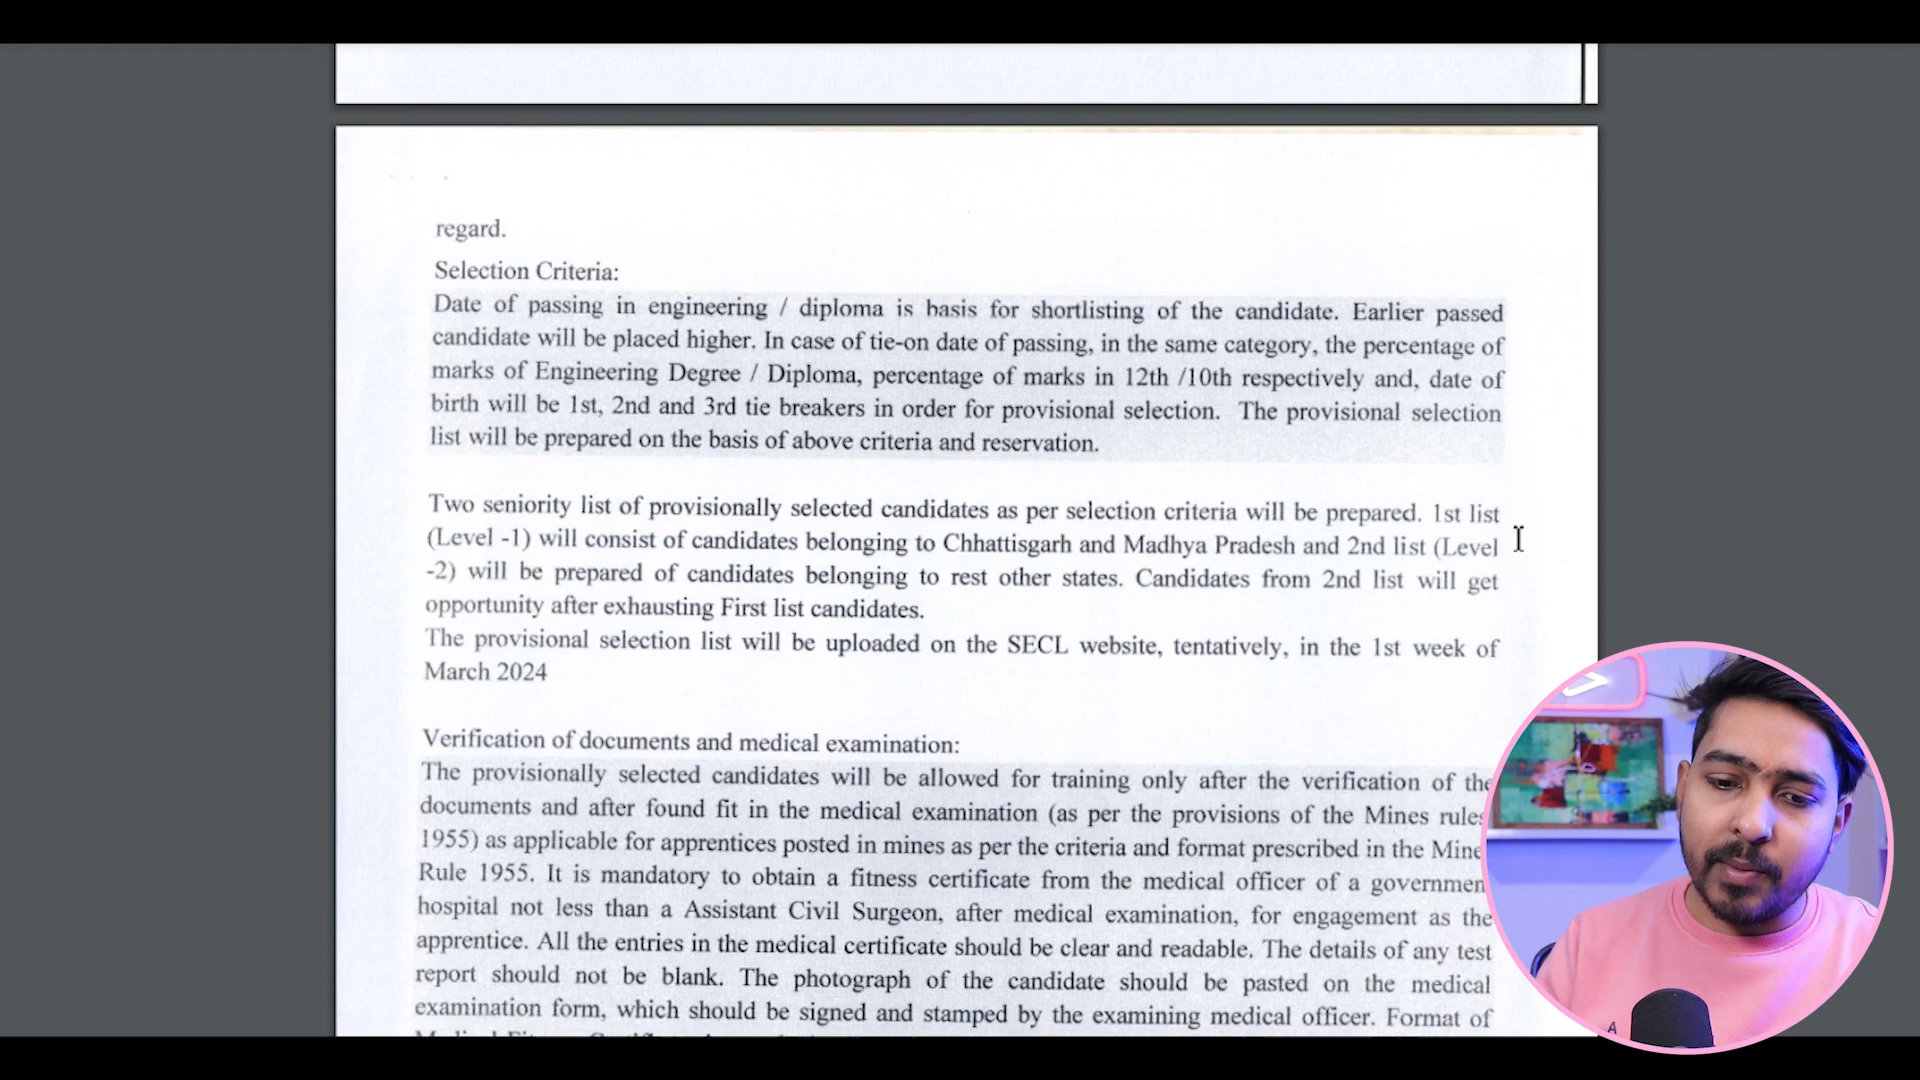 regard.
Selection Criteria:
Date of passing in engineering / diploma is basis for shortlisting of the candidate. Earlier passed
candidate will be placed higher. In case of tie-on date of passing, in the same category, the percentage of
marks of Engineering Degree / Diploma, percentage of marks in 12th /10th respectively and, date of
birth will be 1st, 2nd and 3rd tie breakers in order for provisional selection. The provisional selection
list will be prepared on the basis of above criteria and reservation.
Two seniority list of provisionally selected candidates as per selection criteria will be prepared. 1st list
(Level -1) will consist of candidates belonging to Chhattisgarh and Madhya Pradesh and 2nd list (Level
-2) will be prepared of candidates belonging to rest other states. Candidates from 2nd list will get
opportunity after exhausting First list candidates.
The provisional selection list will be uploaded on the SECL website, tentatively, in the 1st week of
March 2024
Verification of documents and medical examination:
The provisionally selected candidates will be allowed for training only after the verification of the
documents and after found fit in the medical examination (as per the provisions of the Mines rules
1955) as applicable for apprentices posted in mines as per the criteria and format prescribed in the Mine
Rule 1955. It is mandatory to obtain a fitness certificate from the medical officer of a governmen
hospital not less than a Assistant Civil Surgeon, after medical examination, for engagement as the
apprentice. All the entries in the medical certificate should be clear and readable. The details of any test
report should not be blank. The photograph of the candidate should be pasted on the medical
examination form, which should be signed and stamped by the examining medical officer. Format of
A